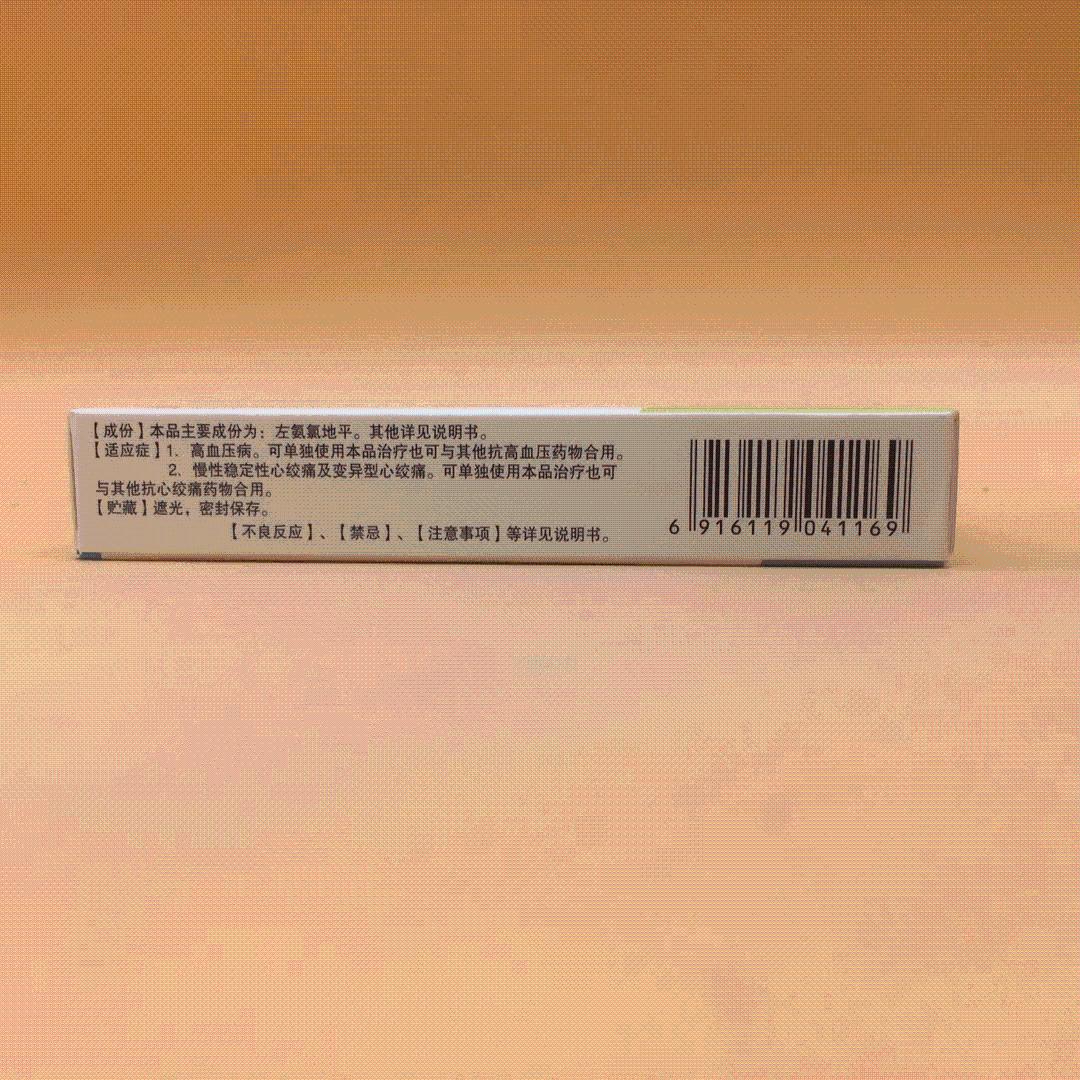 【成份】本品主要成份为：左氨氯地平。其他详见说明书。
【适应症】1. 高血压病。可单独使用本品治疗也可与其他抗高血压药物合用。
2. 慢性稳定性心绞痛及变异型心绞痛。可单独使用本品治疗也可
与其他抗心绞痛药物合用。
【贮藏】遮光，密封保存。
【不良反应】、【禁忌】、【注意事项】等详见说明书。
6 916119 041169